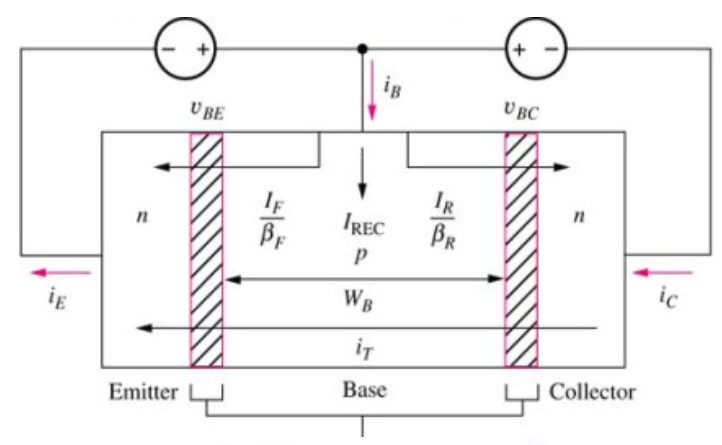 − + + −
i_B
v_BE v_BC
I_F/β_F I_R/β_R
n I_REC n
p
i_E W_B i_C
i_T
Emitter Base Collector